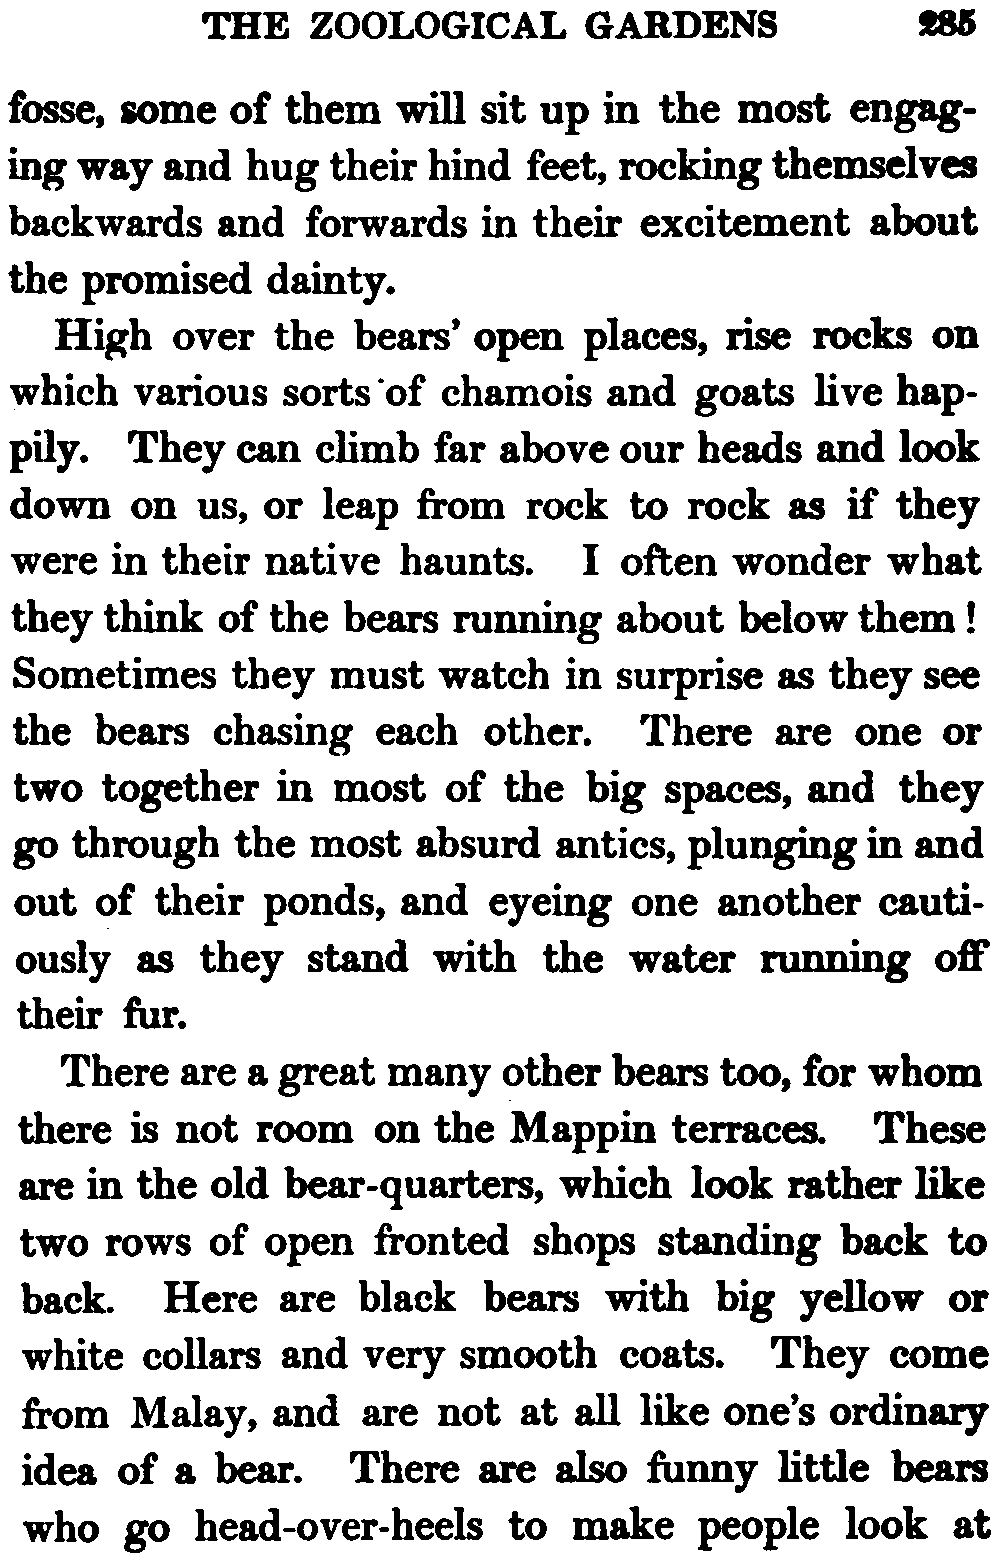 THE ZOOLOGICAL GARDENS 285
fosse, some of them will sit up in the most engag-
ing way and hug their hind feet, rocking themselves
backwards and forwards in their excitement about
the promised dainty.
High over the bears' open places, rise rocks on
which various sorts of chamois and goats live hap-
pily. They can climb far above our heads and look
down on us, or leap from rock to rock as if they
were in their native haunts. I often wonder what
they think of the bears running about below them !
Sometimes they must watch in surprise as they see
the bears chasing each other. There are one or
two together in most of the big spaces, and they
go through the most absurd antics, plunging in and
out of their ponds, and eyeing one another cauti-
ously as they stand with the water running off
their fur.
There are a great many other bears too, for whom
there is not room on the Mappin terraces. These
are in the old bear-quarters, which look rather like
two rows of open fronted shops standing back to
back. Here are black bears with big yellow or
white collars and very smooth coats. They come
from Malay, and are not at all like one's ordinary
idea of a bear. There are also funny little bears
who go head-over-heels to make people look at